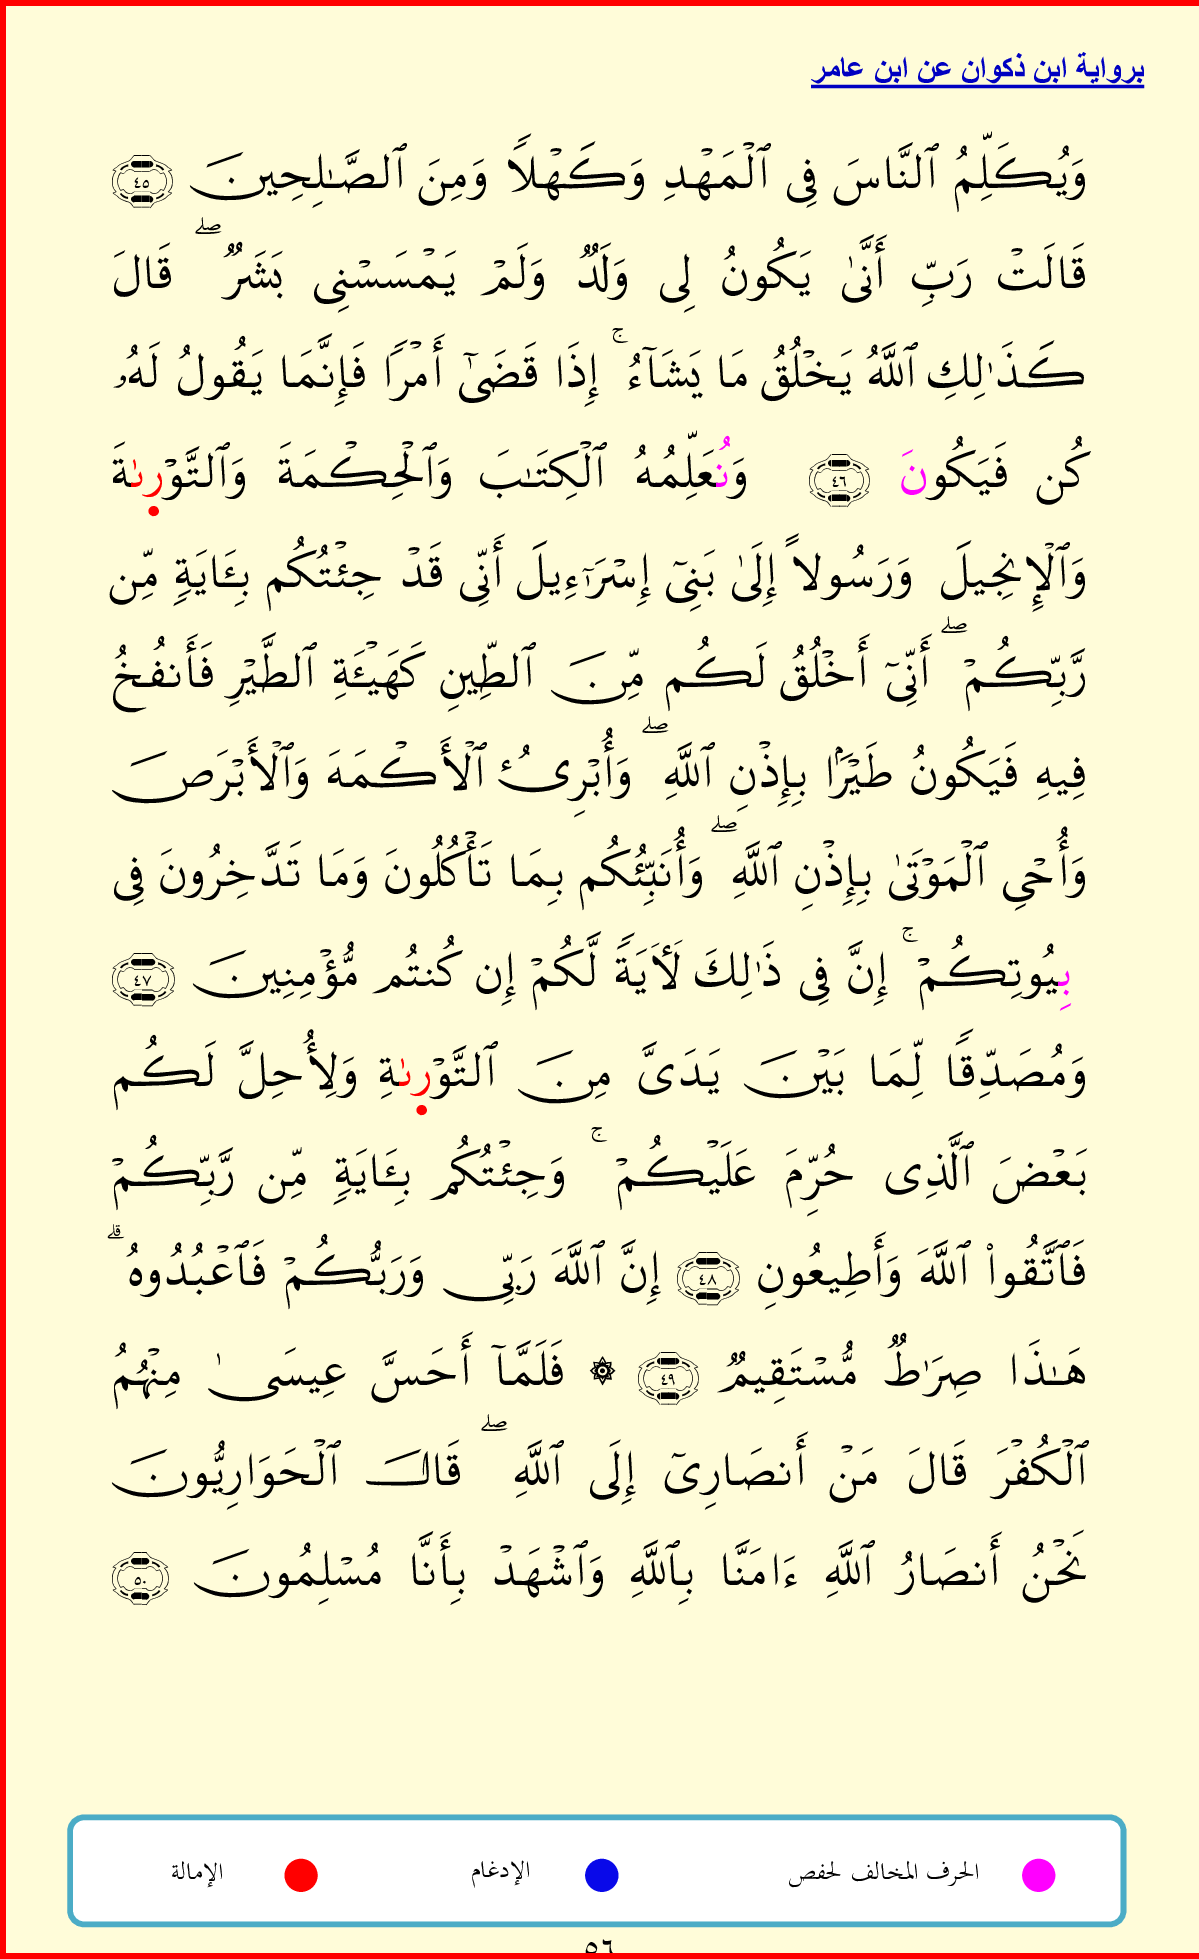 برواية ابن ذكوان عن ابن عامر
وَيُكَلِّمُ ٱلنَّاسَ فِى ٱلْمَهْدِ وَكَهْلًا وَمِنَ ٱلصَّـٰلِحِينَ ٤٥
قَالَتْ رَبِّ أَنَّىٰ يَكُونُ لِى وَلَدٌ وَلَمْ يَمْسَسْنِى بَشَرٌ ۖ قَالَ
كَذَٰلِكِ ٱللَّهُ يَخْلُقُ مَا يَشَآءُ ۚ إِذَا قَضَىٰٓ أَمْرًا فَإِنَّمَا يَقُولُ لَهُۥ
كُن فَيَكُونَ ٤٦ وَنُعَلِّمُهُ ٱلْكِتَـٰبَ وَٱلْحِكْمَةَ وَٱلتَّوْرِىٰةَ
وَٱلْإِنجِيلَ وَرَسُولًا إِلَىٰ بَنِىٓ إِسْرَٰٓءِيلَ أَنِّى قَدْ جِئْتُكُم بِـَٔايَةٍ مِّن
رَّبِّكُمْ ۖ أَنِّىٓ أَخْلُقُ لَكُم مِّنَ ٱلطِّينِ كَهَيْـَٔةِ ٱلطَّيْرِ فَأَنفُخُ
فِيهِ فَيَكُونُ طَيْرًۢا بِإِذْنِ ٱللَّهِ ۖ وَأُبْرِئُ ٱلْأَكْمَهَ وَٱلْأَبْرَصَ
وَأُحْىِ ٱلْمَوْتَىٰ بِإِذْنِ ٱللَّهِ ۖ وَأُنَبِّئُكُم بِمَا تَأْكُلُونَ وَمَا تَدَّخِرُونَ فِى
بِيُوتِكُمْ ۚ إِنَّ فِى ذَٰلِكَ لَـَٔايَةً لَّكُمْ إِن كُنتُم مُّؤْمِنِينَ ٤٧
وَمُصَدِّقًا لِّمَا بَيْنَ يَدَىَّ مِنَ ٱلتَّوْرِىٰةِ وَلِأُحِلَّ لَكُم
بَعْضَ ٱلَّذِى حُرِّمَ عَلَيْكُمْ ۚ وَجِئْتُكُم بِـَٔايَةٍ مِّن رَّبِّكُمْ
فَٱتَّقُوا۟ ٱللَّهَ وَأَطِيعُونِ ٤٨ إِنَّ ٱللَّهَ رَبِّى وَرَبُّكُمْ فَٱعْبُدُوهُ ۗ
هَـٰذَا صِرَٰطٌ مُّسْتَقِيمٌ ٤٩ ۞ فَلَمَّآ أَحَسَّ عِيسَىٰ مِنْهُمُ
ٱلْكُفْرَ قَالَ مَنْ أَنصَارِىٓ إِلَى ٱللَّهِ ۖ قَالَ ٱلْحَوَارِيُّونَ
نَحْنُ أَنصَارُ ٱللَّهِ ءَامَنَّا بِٱللَّهِ وَٱشْهَدْ بِأَنَّا مُسْلِمُونَ ٥٠
الحرف المخالف لحفص الإدغام الإمالة
٥٦